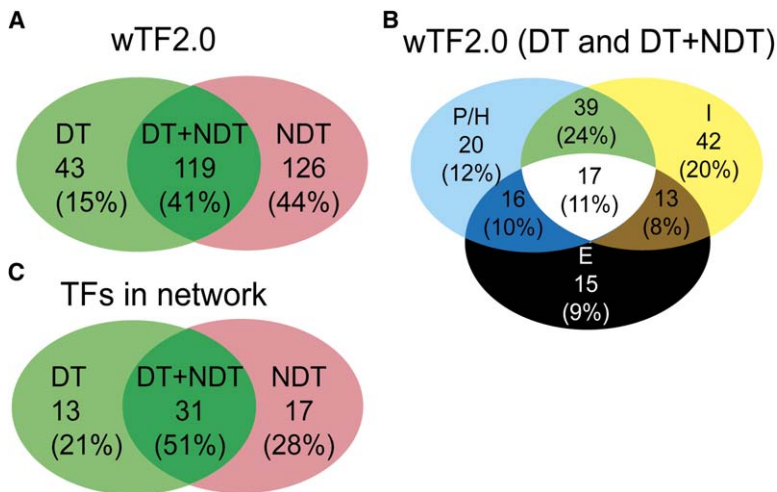 A
wTF2.0
DT
43
(15%)
DT+NDT
119
(41%)
NDT
126
(44%)
B
wTF2.0 (DT and DT+NDT)
P/H
20
(12%)
39
(24%)
I
42
(20%)
17
(11%)
16
(10%)
13
(8%)
E
15
(9%)
C
TFs in network
DT
13
(21%)
DT+NDT
31
(51%)
NDT
17
(28%)